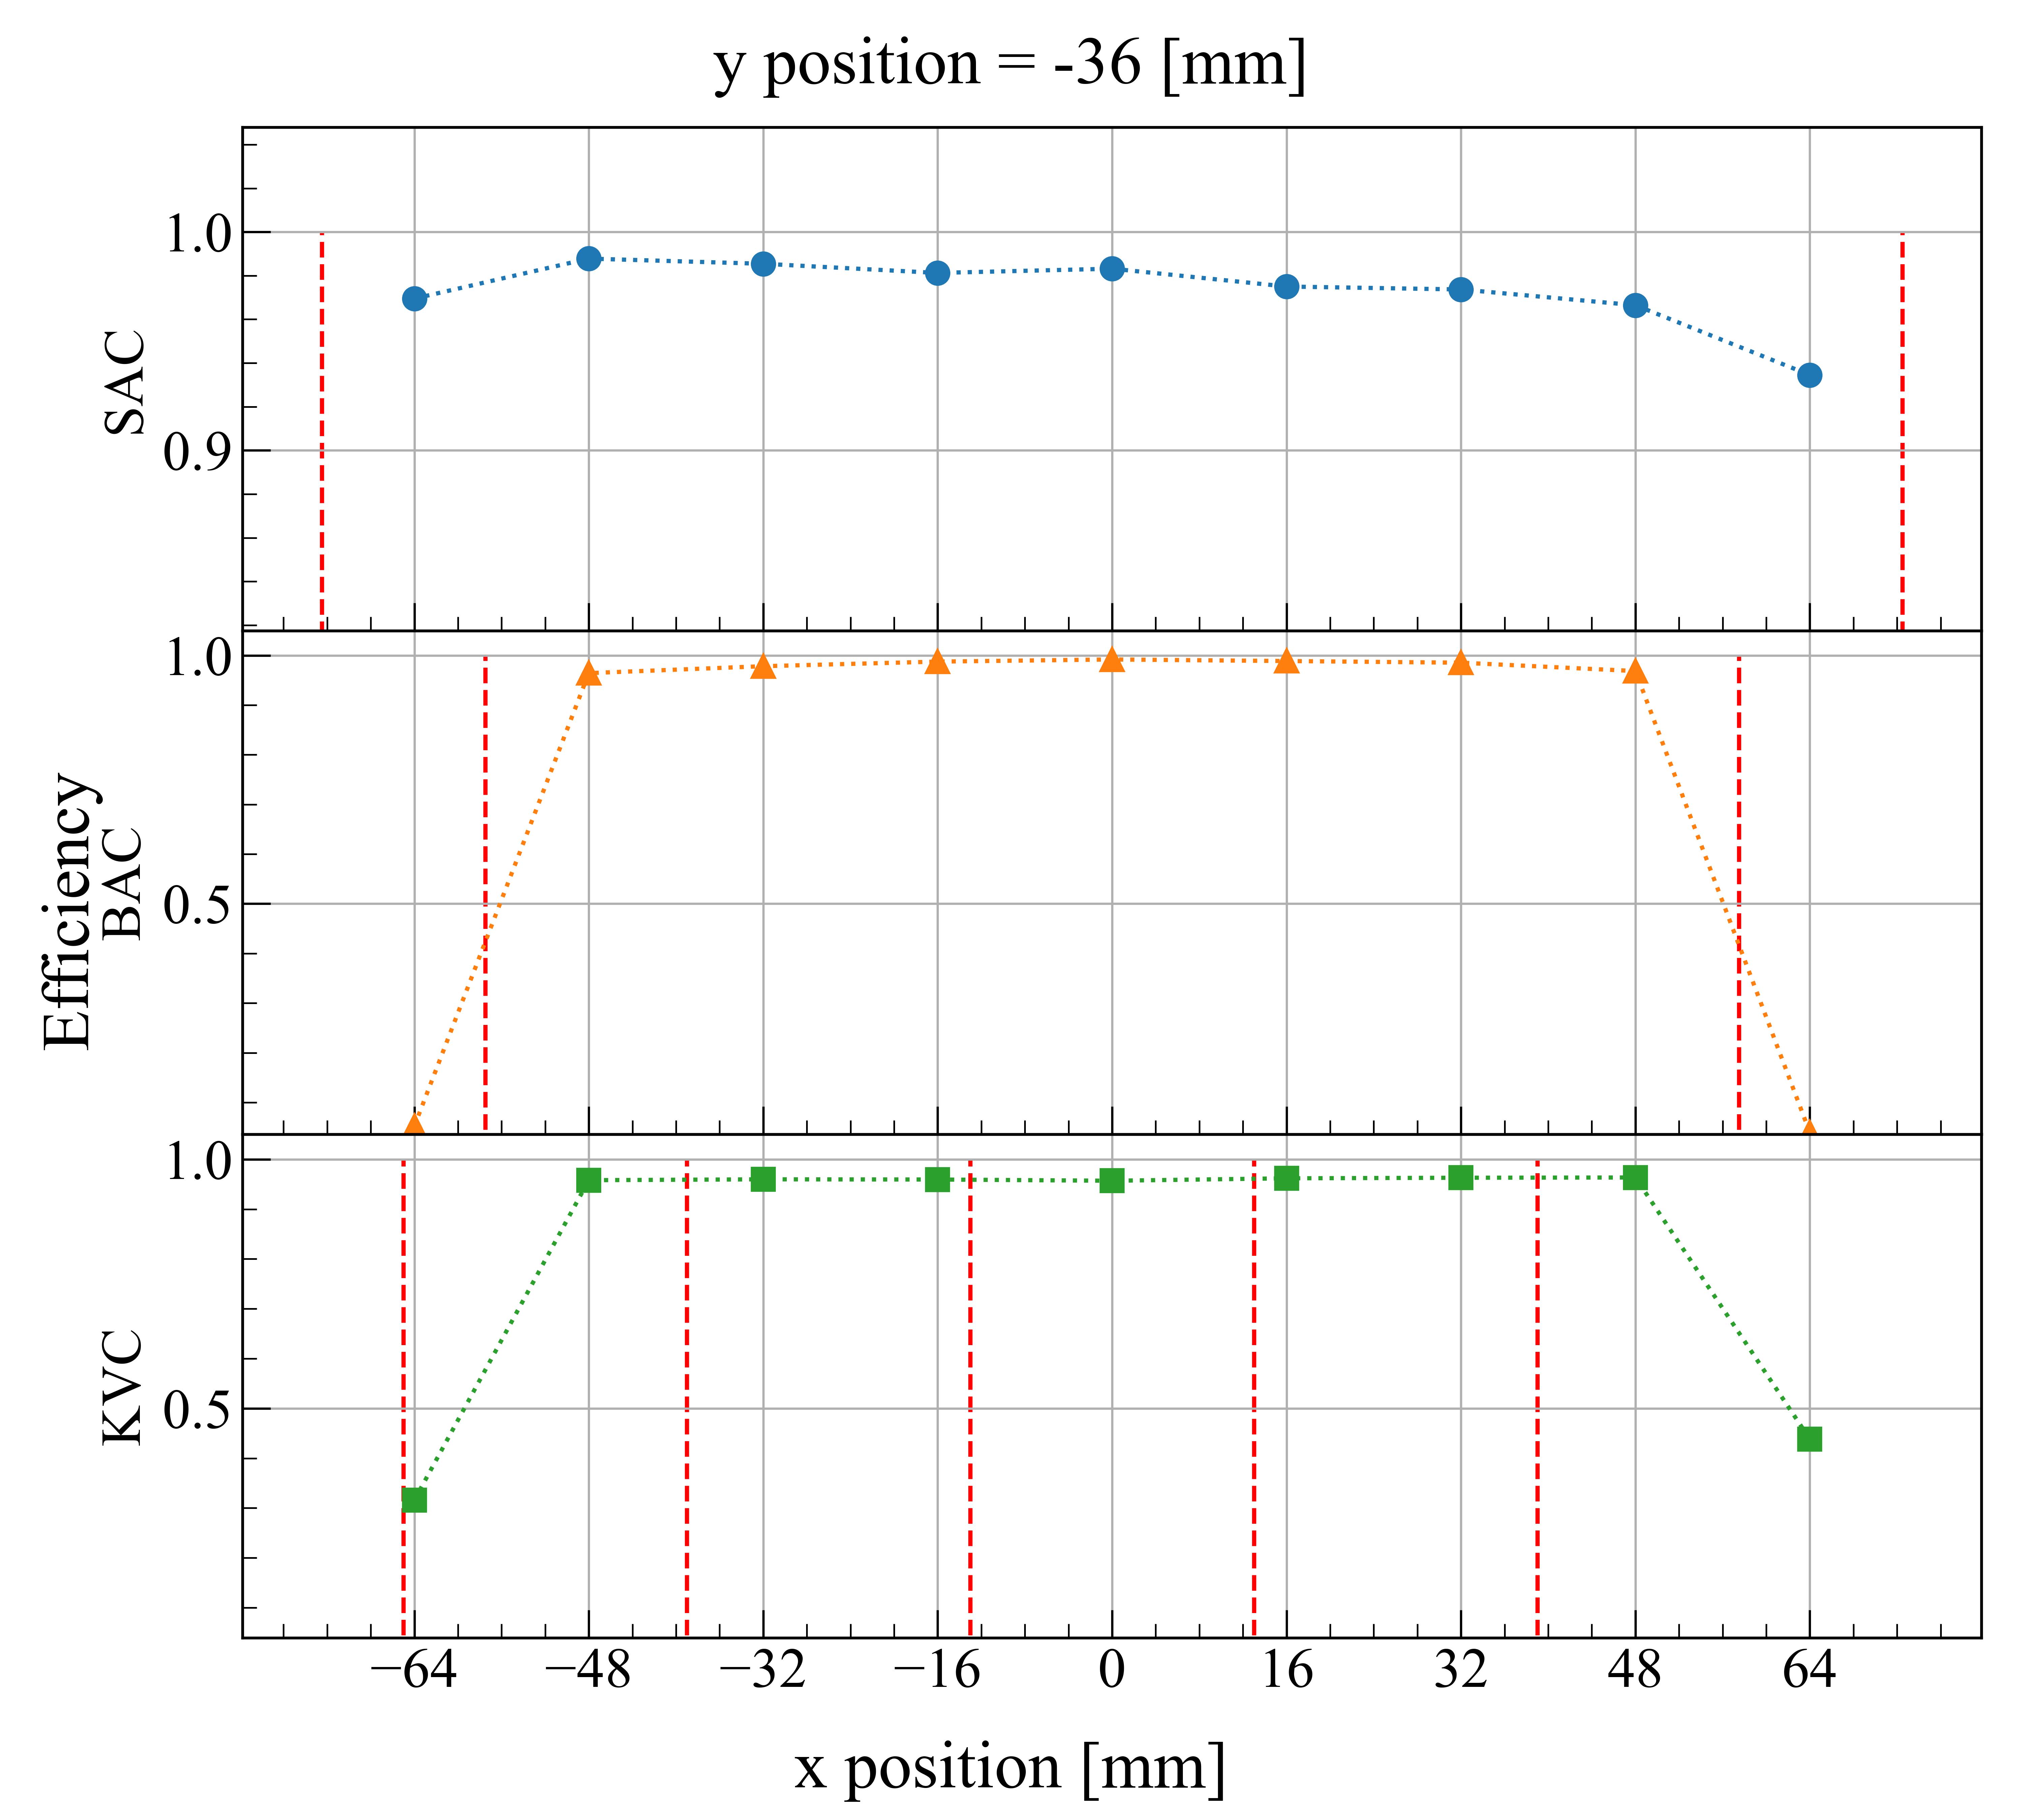 y position = -36 [mm]
1.0
0.9
SAC
1.0
0.5
BAC
Efficiency
1.0
0.5
KVC
−64 −48 −32 −16 0 16 32 48 64
x position [mm]